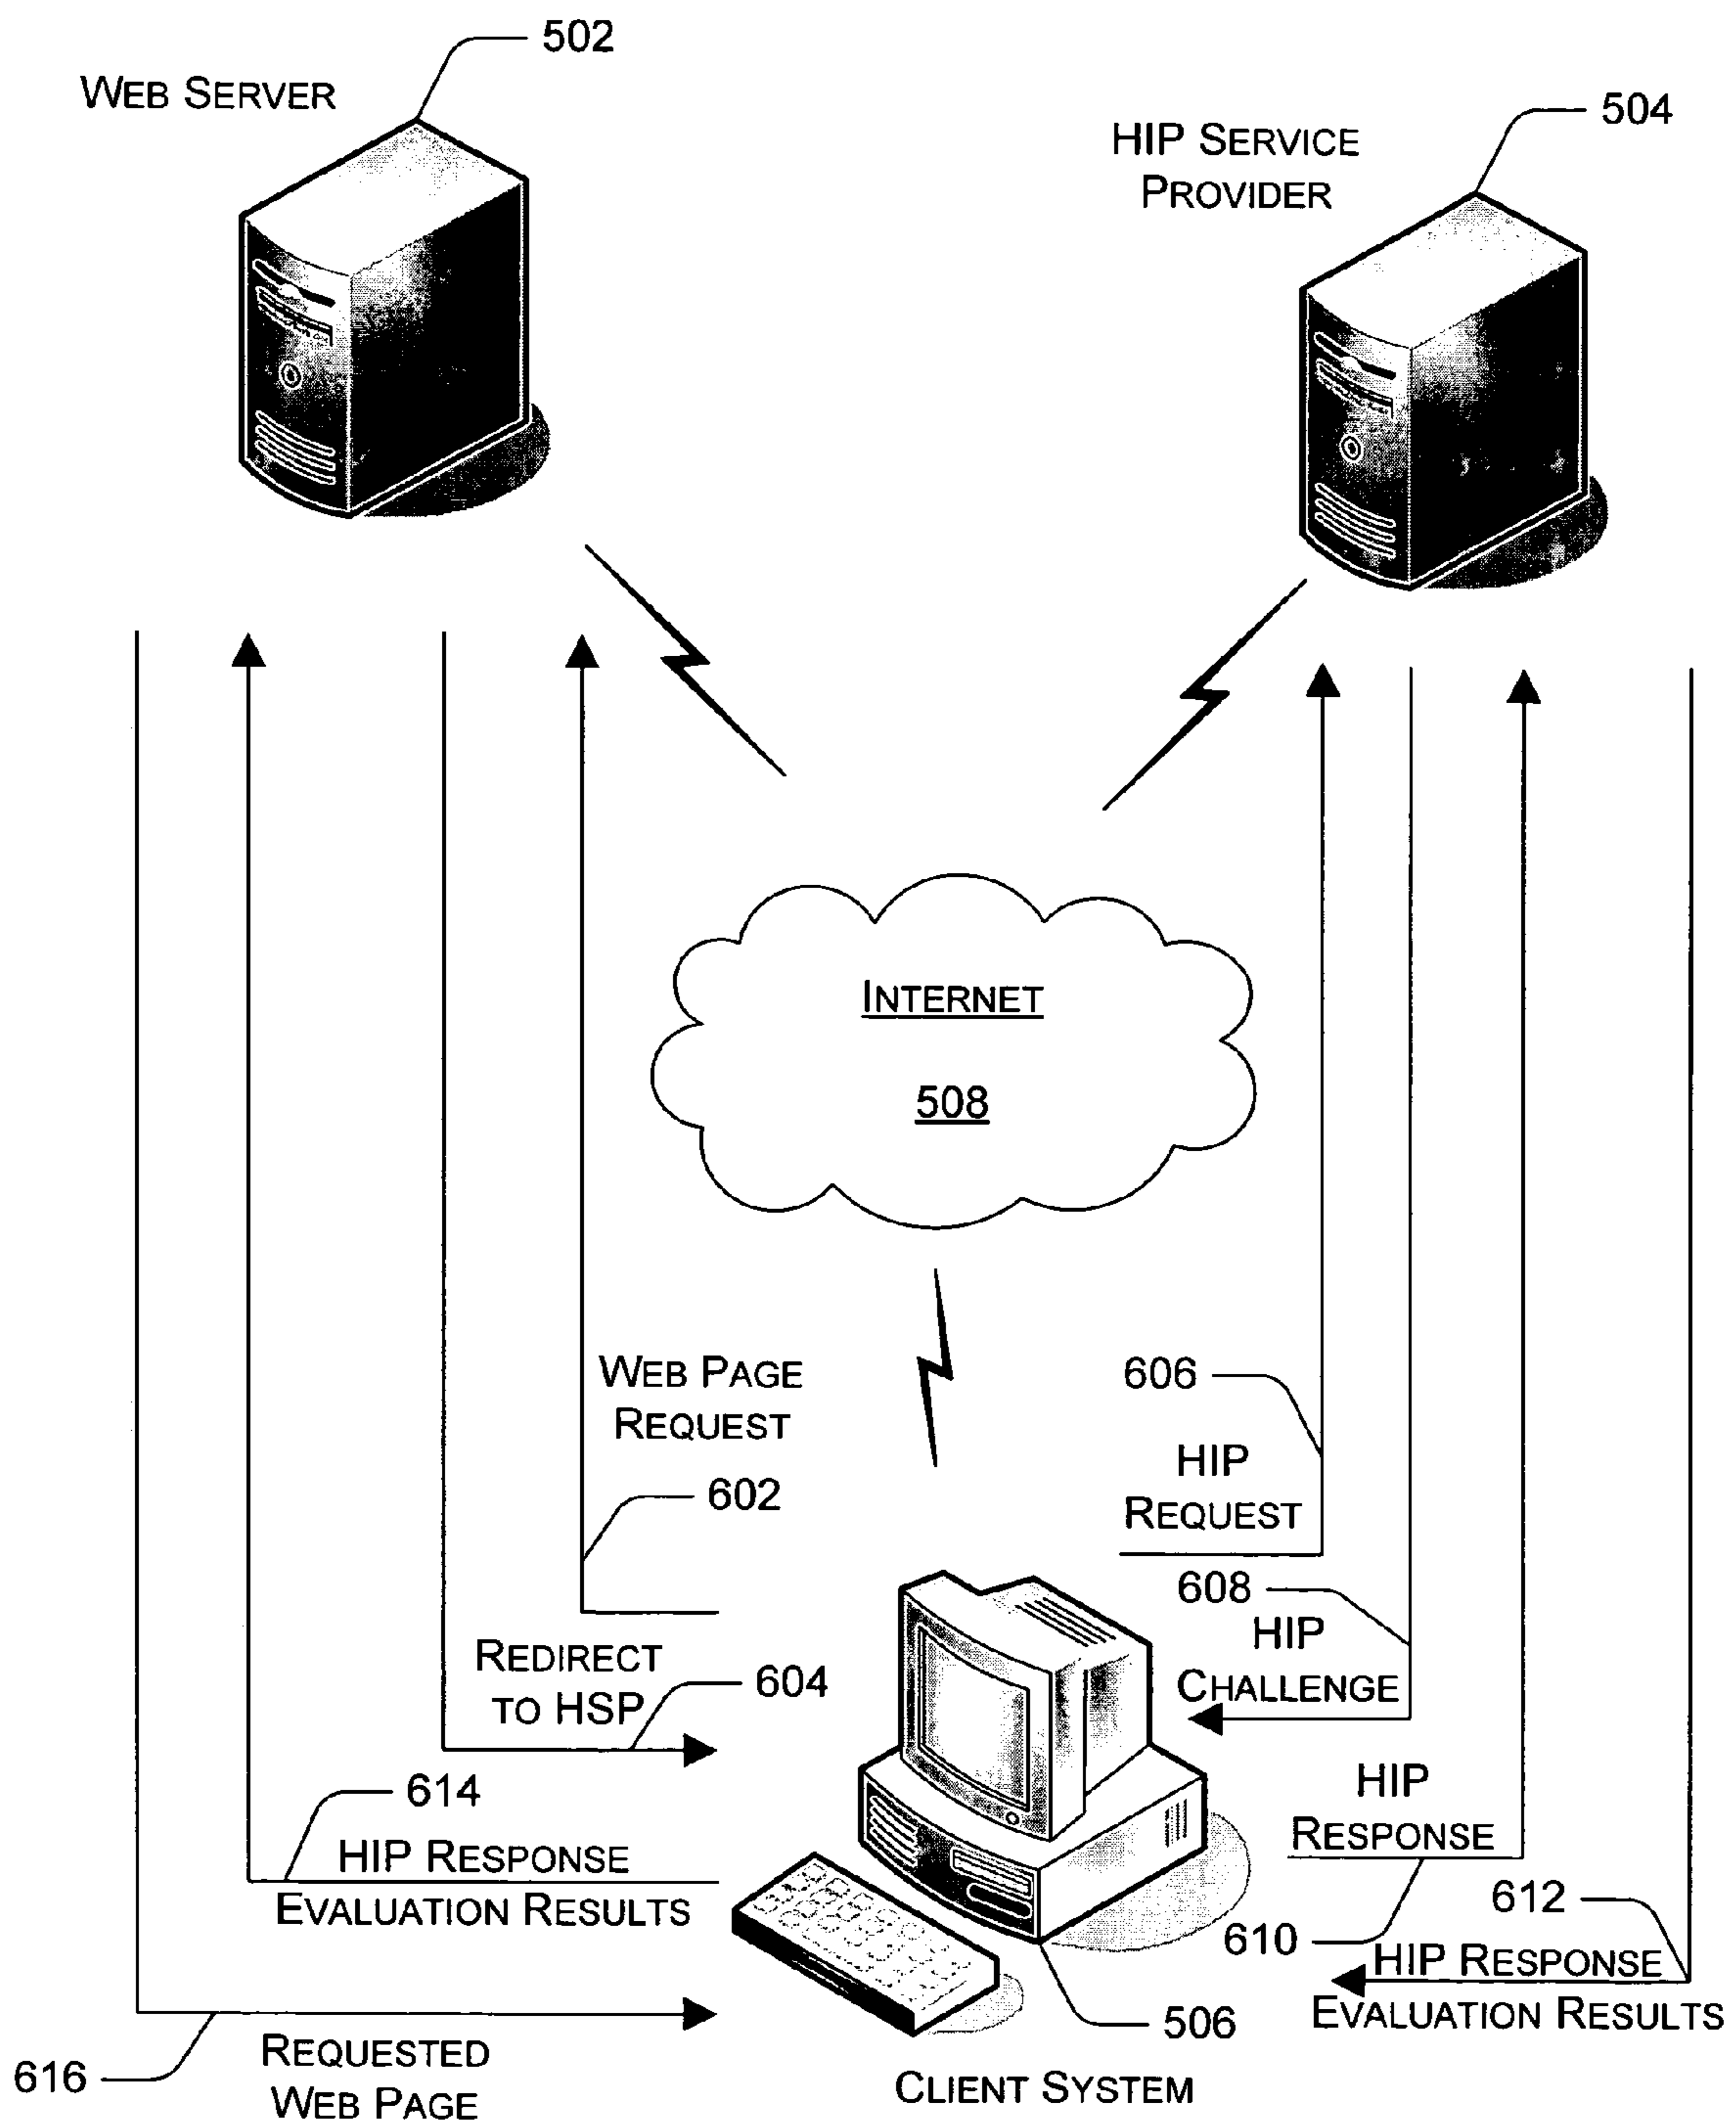 502
WEB SERVER
504
HIP SERVICE
PROVIDER
INTERNET
508
WEB PAGE
REQUEST
602
606
HIP
REQUEST
608
HIP
CHALLENGE
REDIRECT
TO HSP
604
614
HIP RESPONSE
EVALUATION RESULTS
HIP
RESPONSE
610
612
HIP RESPONSE
EVALUATION RESULTS
506
CLIENT SYSTEM
616
REQUESTED
WEB PAGE